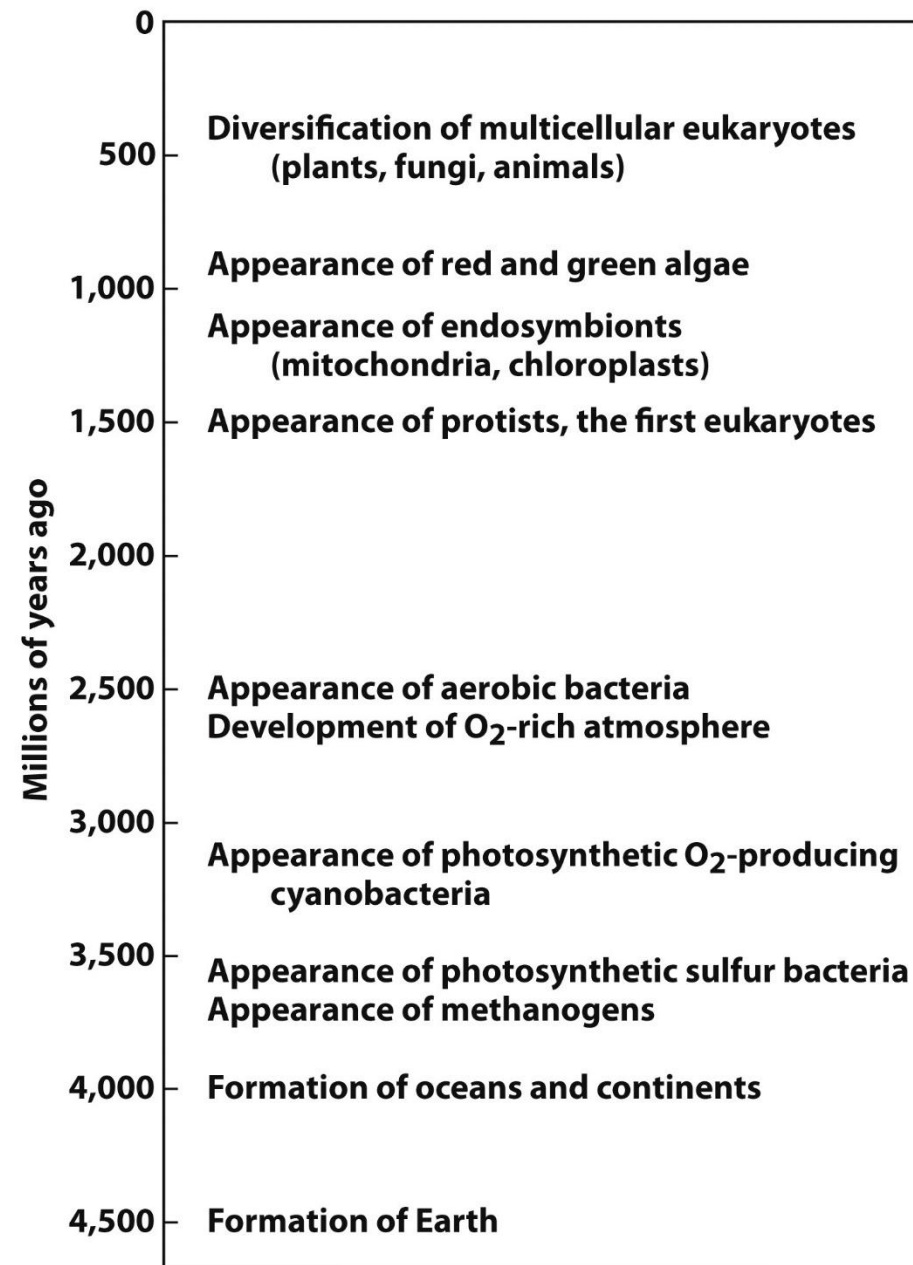 0
Diversification of multicellular eukaryotes
500
(plants, fungi, animals)
Appearance of red and green algae
1,000
Appearance of endosymbionts
(mitochondria, chloroplasts)
1,500 Appearance of protists, the first eukaryotes
Millions of years ago
2,000
2,500 Appearance of aerobic bacteria
Development of O₂-rich atmosphere
3,000
Appearance of photosynthetic O₂-producing
cyanobacteria
3,500
Appearance of photosynthetic sulfur bacteria
Appearance of methanogens
4,000 Formation of oceans and continents
4,500 Formation of Earth